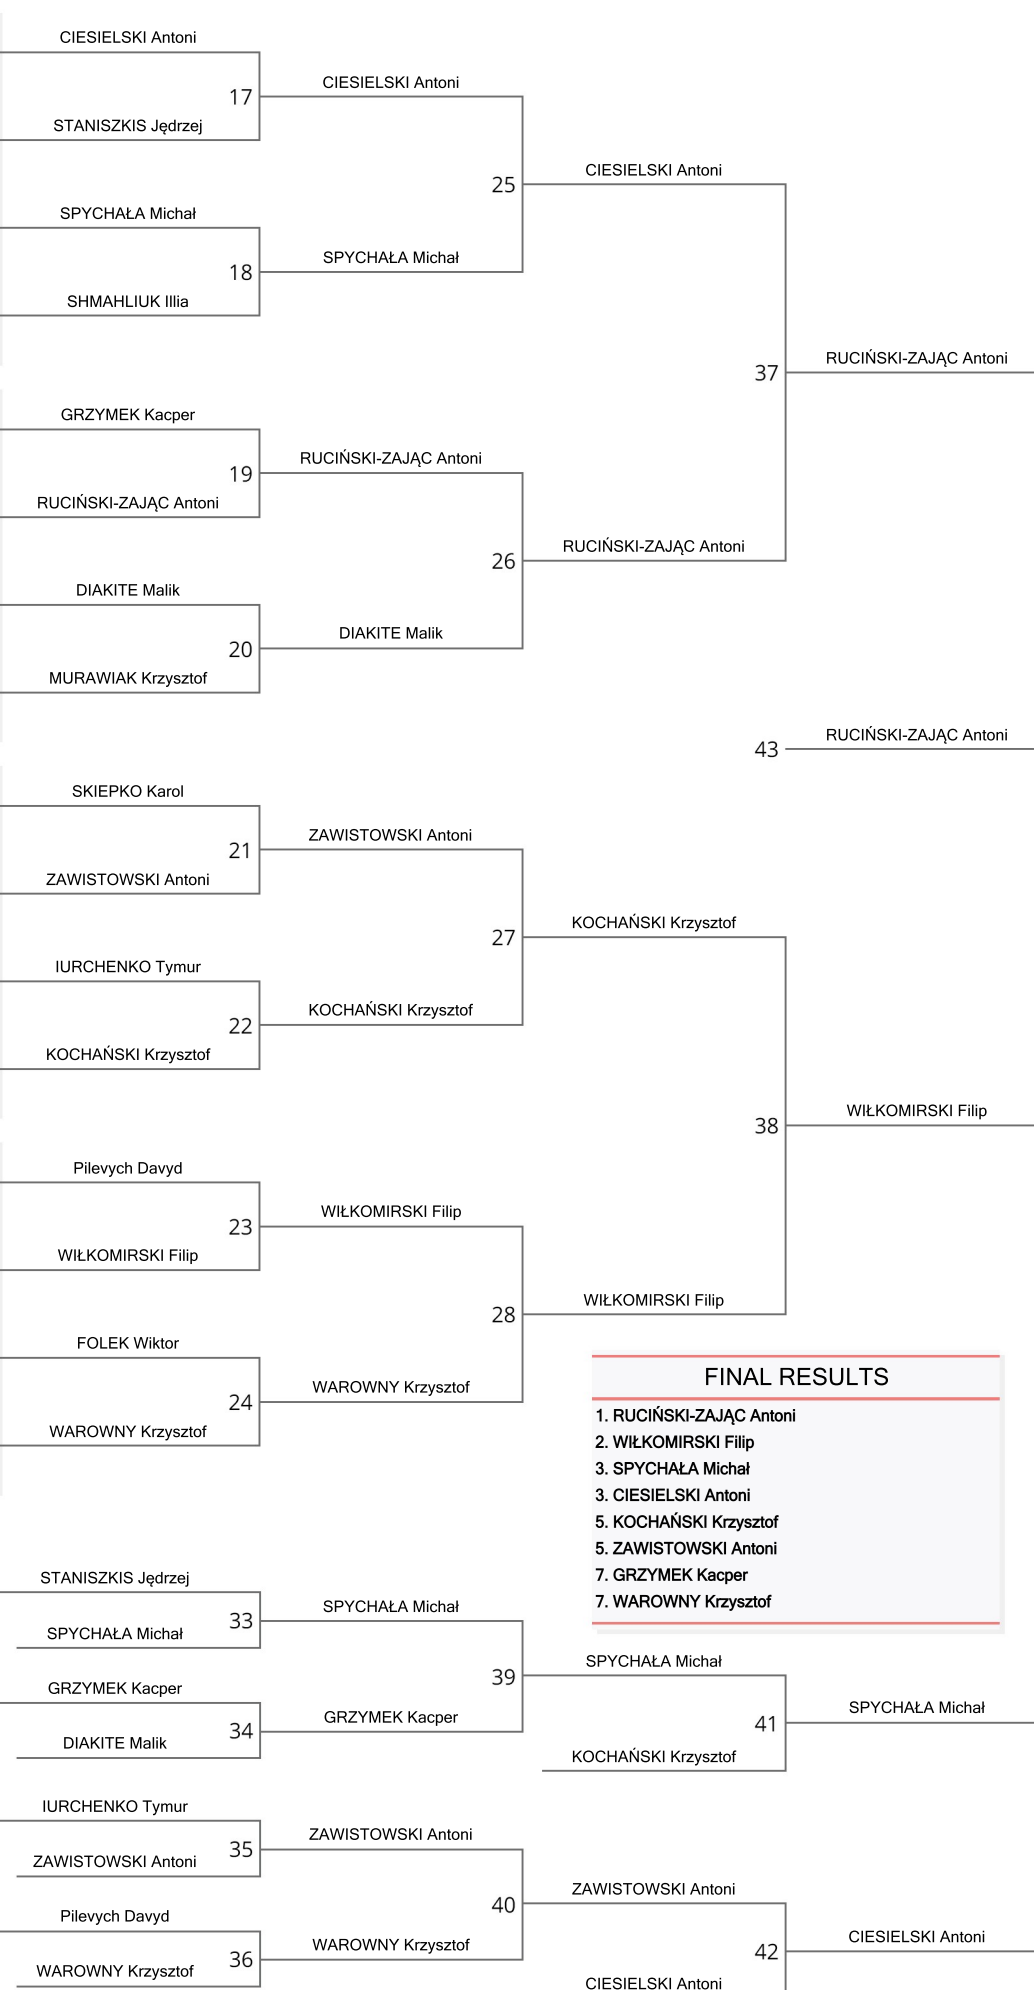 CIESIELSKI Antoni
17
CIESIELSKI Antoni
STANISZKIS Jędrzej
25
CIESIELSKI Antoni
SPYCHAŁA Michał
18
SPYCHAŁA Michał
SHMAHLIUK Illia
37
RUCIŃSKI-ZAJĄC Antoni
GRZYMEK Kacper
19
RUCIŃSKI-ZAJĄC Antoni
RUCIŃSKI-ZAJĄC Antoni
26
RUCIŃSKI-ZAJĄC Antoni
DIAKITE Malik
20
DIAKITE Malik
MURAWIAK Krzysztof
43
RUCIŃSKI-ZAJĄC Antoni
SKIEPKO Karol
21
ZAWISTOWSKI Antoni
ZAWISTOWSKI Antoni
27
KOCHAŃSKI Krzysztof
IURCHENKO Tymur
22
KOCHAŃSKI Krzysztof
KOCHAŃSKI Krzysztof
38
WIŁKOMIRSKI Filip
Pilevych Davyd
23
WIŁKOMIRSKI Filip
WIŁKOMIRSKI Filip
28
WIŁKOMIRSKI Filip
FOLEK Wiktor
24
WAROWNY Krzysztof
WAROWNY Krzysztof
FINAL RESULTS
1. RUCIŃSKI-ZAJĄC Antoni
2. WIŁKOMIRSKI Filip
3. SPYCHAŁA Michał
3. CIESIELSKI Antoni
5. KOCHAŃSKI Krzysztof
5. ZAWISTOWSKI Antoni
7. GRZYMEK Kacper
7. WAROWNY Krzysztof
STANISZKIS Jędrzej
33
SPYCHAŁA Michał
SPYCHAŁA Michał
39
SPYCHAŁA Michał
GRZYMEK Kacper
34
GRZYMEK Kacper
DIAKITE Malik
41
SPYCHAŁA Michał
KOCHAŃSKI Krzysztof
IURCHENKO Tymur
35
ZAWISTOWSKI Antoni
ZAWISTOWSKI Antoni
40
ZAWISTOWSKI Antoni
Pilevych Davyd
36
WAROWNY Krzysztof
WAROWNY Krzysztof
42
CIESIELSKI Antoni
CIESIELSKI Antoni